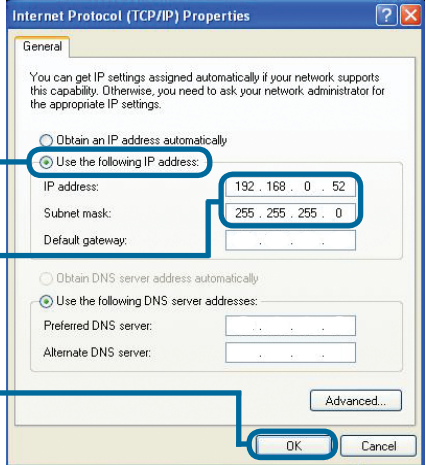 Internet Protocol (TCP/IP) Properties
General
You can get IP settings assigned automatically if your network supports
this capability. Otherwise, you need to ask your network administrator for
the appropriate IP settings.
Obtain an IP address automatically
Use the following IP address:
IP address: 192 . 168 . 0 . 52
Subnet mask: 255 . 255 . 255 . 0
Default gateway: . . .
Obtain DNS server address automatically
Use the following DNS server addresses:
Preferred DNS server: . . .
Alternate DNS server: . . .
Advanced...
OK Cancel